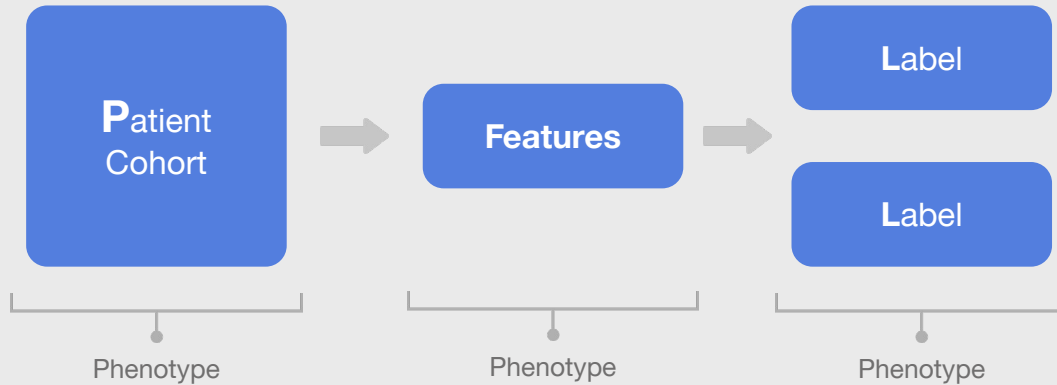 Patient
Cohort
Features
Label
Label
Phenotype
Phenotype
Phenotype